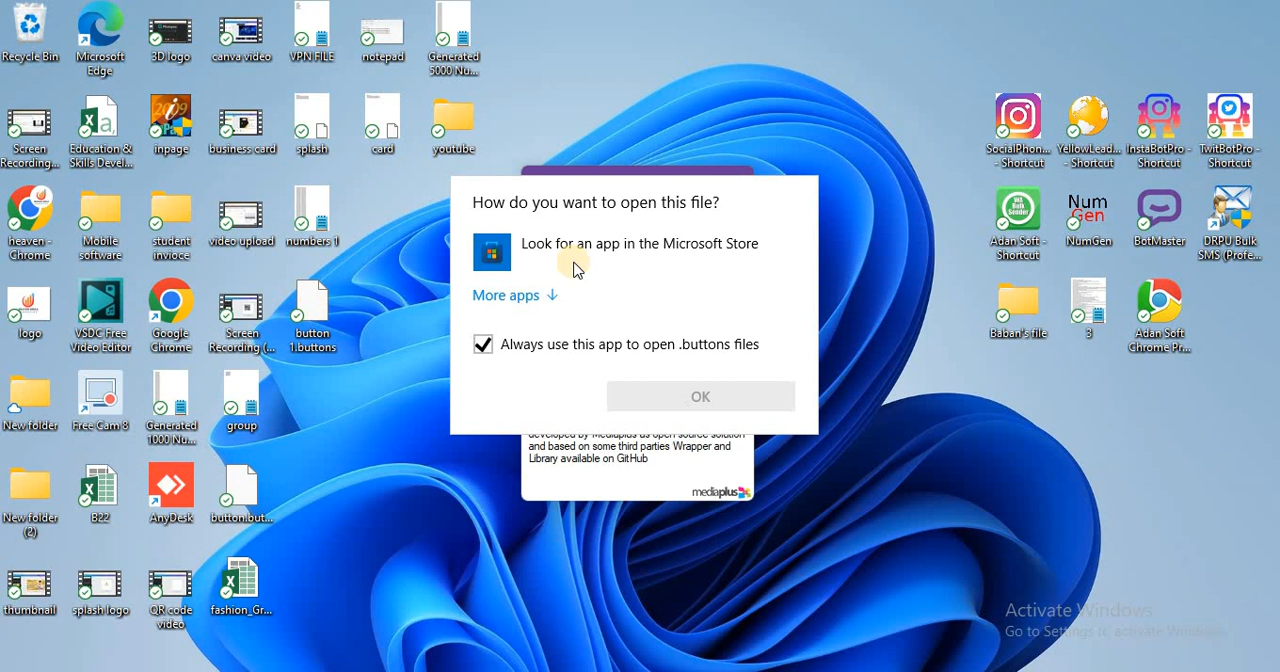 Recycle Bin
Microsoft
Edge
3D logo
canva video
VPN FILE
notepad
Generated
5000 Nu...
Screen
Recording...
Education &
Skills Devel...
2009
inpage
business card
splash
card
youtube
heaven -
Chrome
Mobile
software
student
invioce
video upload
numbers 1
logo
VSDC Free
Video Editor
Google
Chrome
Screen
Recording (...
button
1.buttons
New folder
Free Cam 8
Generated
1000 Nu...
group
New folder
(2)
B22
AnyDesk
button.but...
thumbnail
splash logo
QR code
video
fashion_Gr...
How do you want to open this file?
Look for an app in the Microsoft Store
More apps
Always use this app to open .buttons files
OK
developed by Mediaplus as open source solution
and based on some third parties Wrapper and
Library available on GitHub
mediaplus
SocialPhon...
- Shortcut
YellowLead...
- Shortcut
InstaBotPro -
Shortcut
TwitBotPro -
Shortcut
WA
Bulk
Sender
Adan Soft -
Shortcut
Num
Gen
NumGen
BotMaster
DRPU Bulk
SMS (Profe...
Baban's file
3
Adan Soft
Chrome Pr...
Activate Windows
Go to Settings to activate Windows.